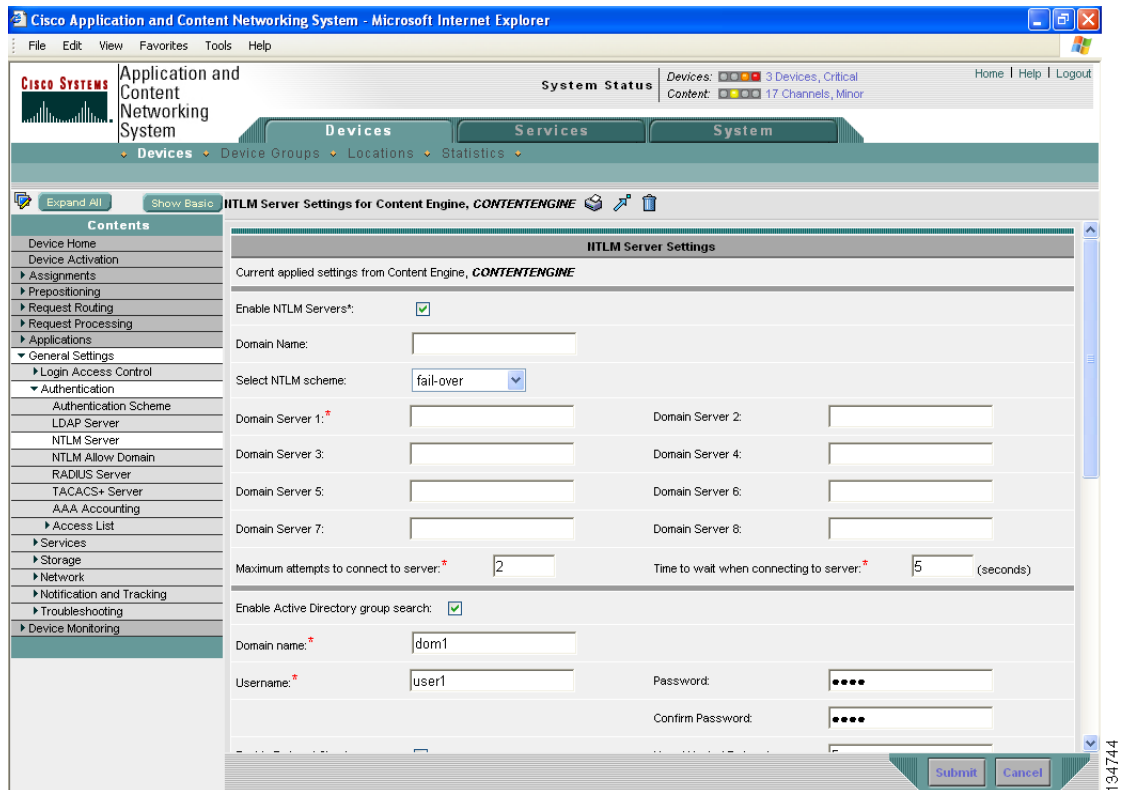 Cisco Application and Content Networking System - Microsoft Internet Explorer
File Edit View Favorites Tools Help
CISCO SYSTEMS
Application and
Content
Networking
System
System Status
Devices: 3 Devices, Critical
Content: 17 Channels, Minor
Home | Help | Logout
Devices Services System
Devices Device Groups Locations Statistics
Expand All Show Basic
NTLM Server Settings for Content Engine, CONTENTENGINE
Contents
Device Home
Device Activation
Assignments
Prepositioning
Request Routing
Request Processing
Applications
General Settings
Login Access Control
Authentication
Authentication Scheme
LDAP Server
NTLM Server
NTLM Allow Domain
RADIUS Server
TACACS+ Server
AAA Accounting
Access List
Services
Storage
Network
Notification and Tracking
Troubleshooting
Device Monitoring
NTLM Server Settings
Current applied settings from Content Engine, CONTENTENGINE
Enable NTLM Servers*:
Domain Name:
Select NTLM scheme: fail-over
Domain Server 1:* Domain Server 2:
Domain Server 3: Domain Server 4:
Domain Server 5: Domain Server 6:
Domain Server 7: Domain Server 8:
Maximum attempts to connect to server:* 2 Time to wait when connecting to server:* 5 (seconds)
Enable Active Directory group search:
Domain name:* dom1
Username:* user1 Password: ●●●●
Confirm Password: ●●●●
Submit Cancel
134744